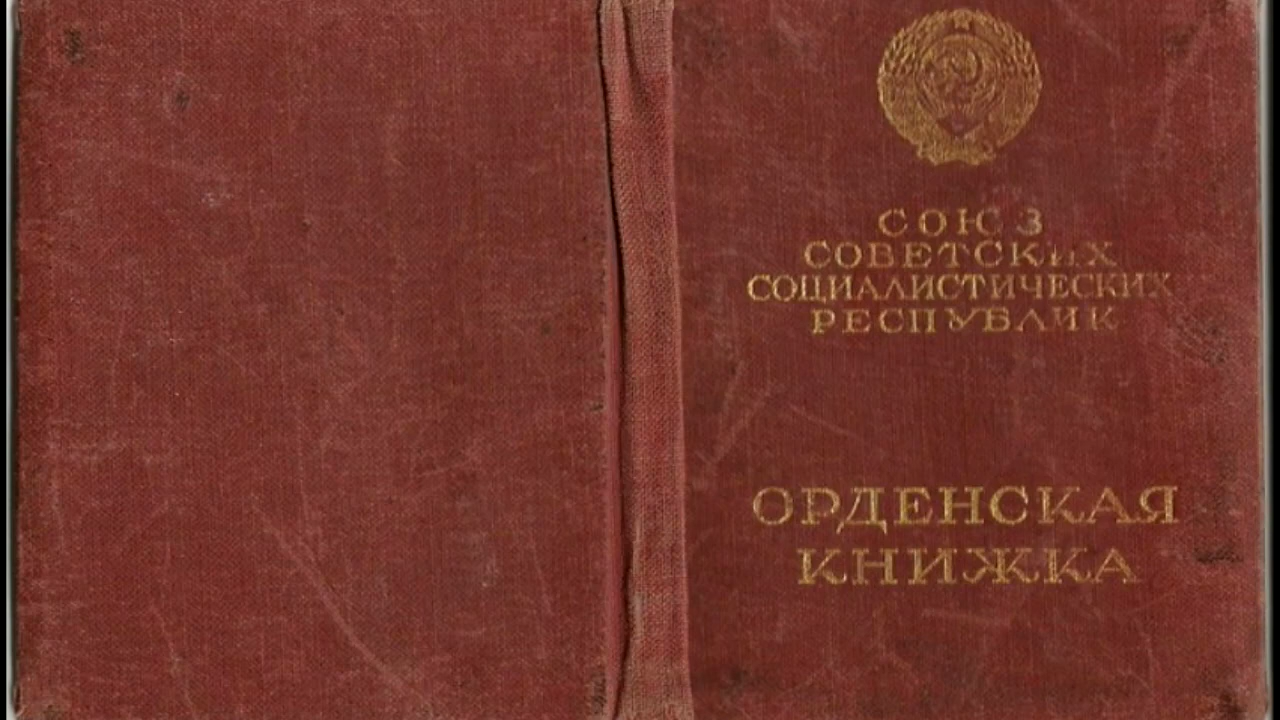 СОЮЗ
СОВЕТСКИХ
СОЦИАЛИСТИЧЕСКИХ
РЕСПУБЛИК
ОРДЕНСКАЯ
КНИЖКА